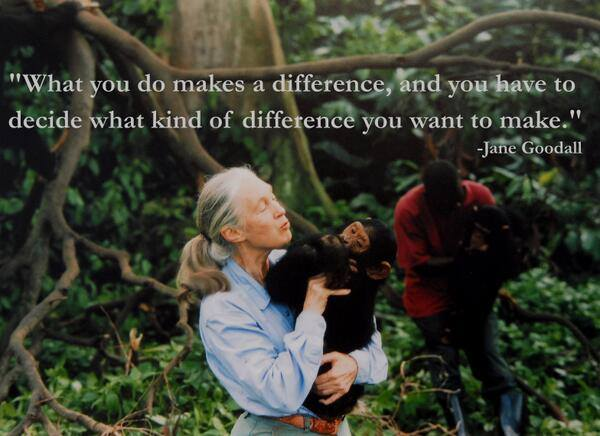 "What you do makes a difference, and you have to
decide what kind of difference you want to make."
-Jane Goodall